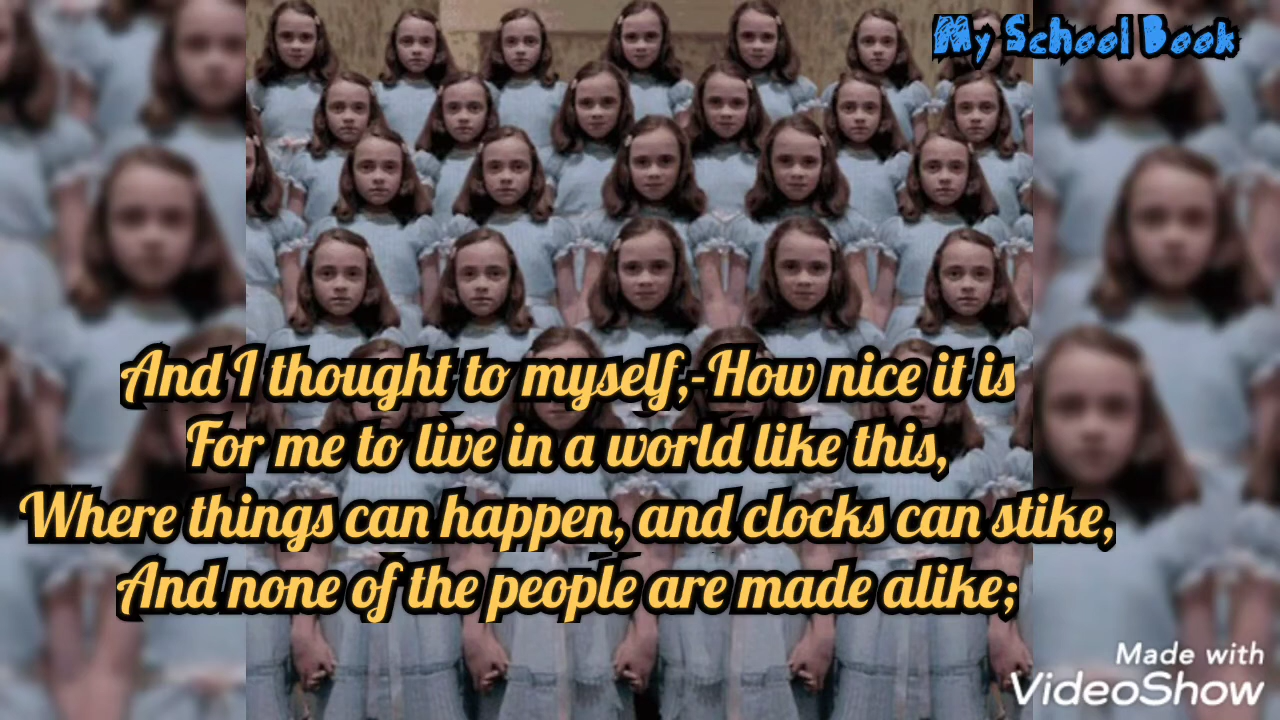 My School Book
And I thought to myself,-How nice it is
For me to live in a world like this,
Where things can happen, and clocks can stike,
And none of the people are made alike;
Made with
VideoShow